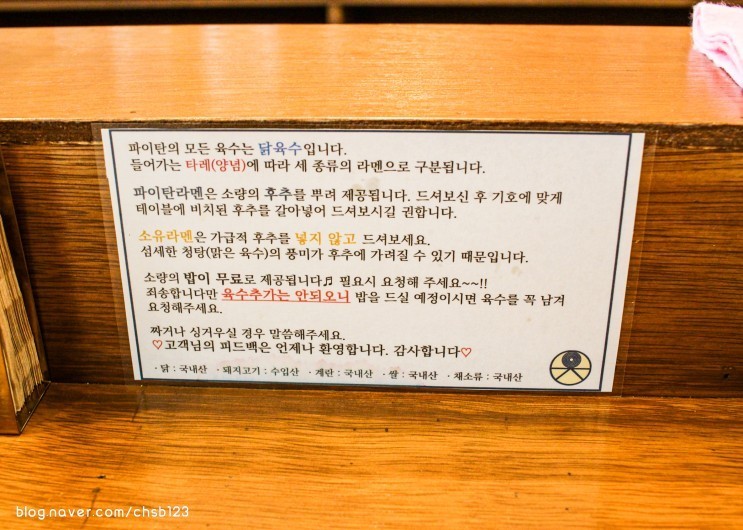 파이탄의 모든 육수는 닭육수입니다.
들어가는 타레(양념)에 따라 세 종류의 라멘으로 구분됩니다.
파이탄라멘은 소량의 후추를 뿌려 제공됩니다. 드셔보신 후 기호에 맞게
테이블에 비치된 후추를 갈아넣어 드셔보시길 권합니다.
소유라멘은 가급적 후추를 넣지 않고 드셔보세요.
섬세한 청탕(맑은 육수)의 풍미가 후추에 가려질 수 있기 때문입니다.
소량의 밥이 무료로 제공됩니다♬ 필요시 요청해 주세요~~!!
죄송합니다만 육수추가는 안되오니 밥을 드실 예정이시면 육수를 꼭 남겨
요청해주세요.
짜거나 싱거우실 경우 말씀해주세요.
♡고객님의 피드백은 언제나 환영합니다. 감사합니다♡
· 닭 : 국내산 · 돼지고기 : 수입산 · 계란 : 국내산 · 쌀 : 국내산 · 채소류 : 국내산
blog.naver.com/chsb123